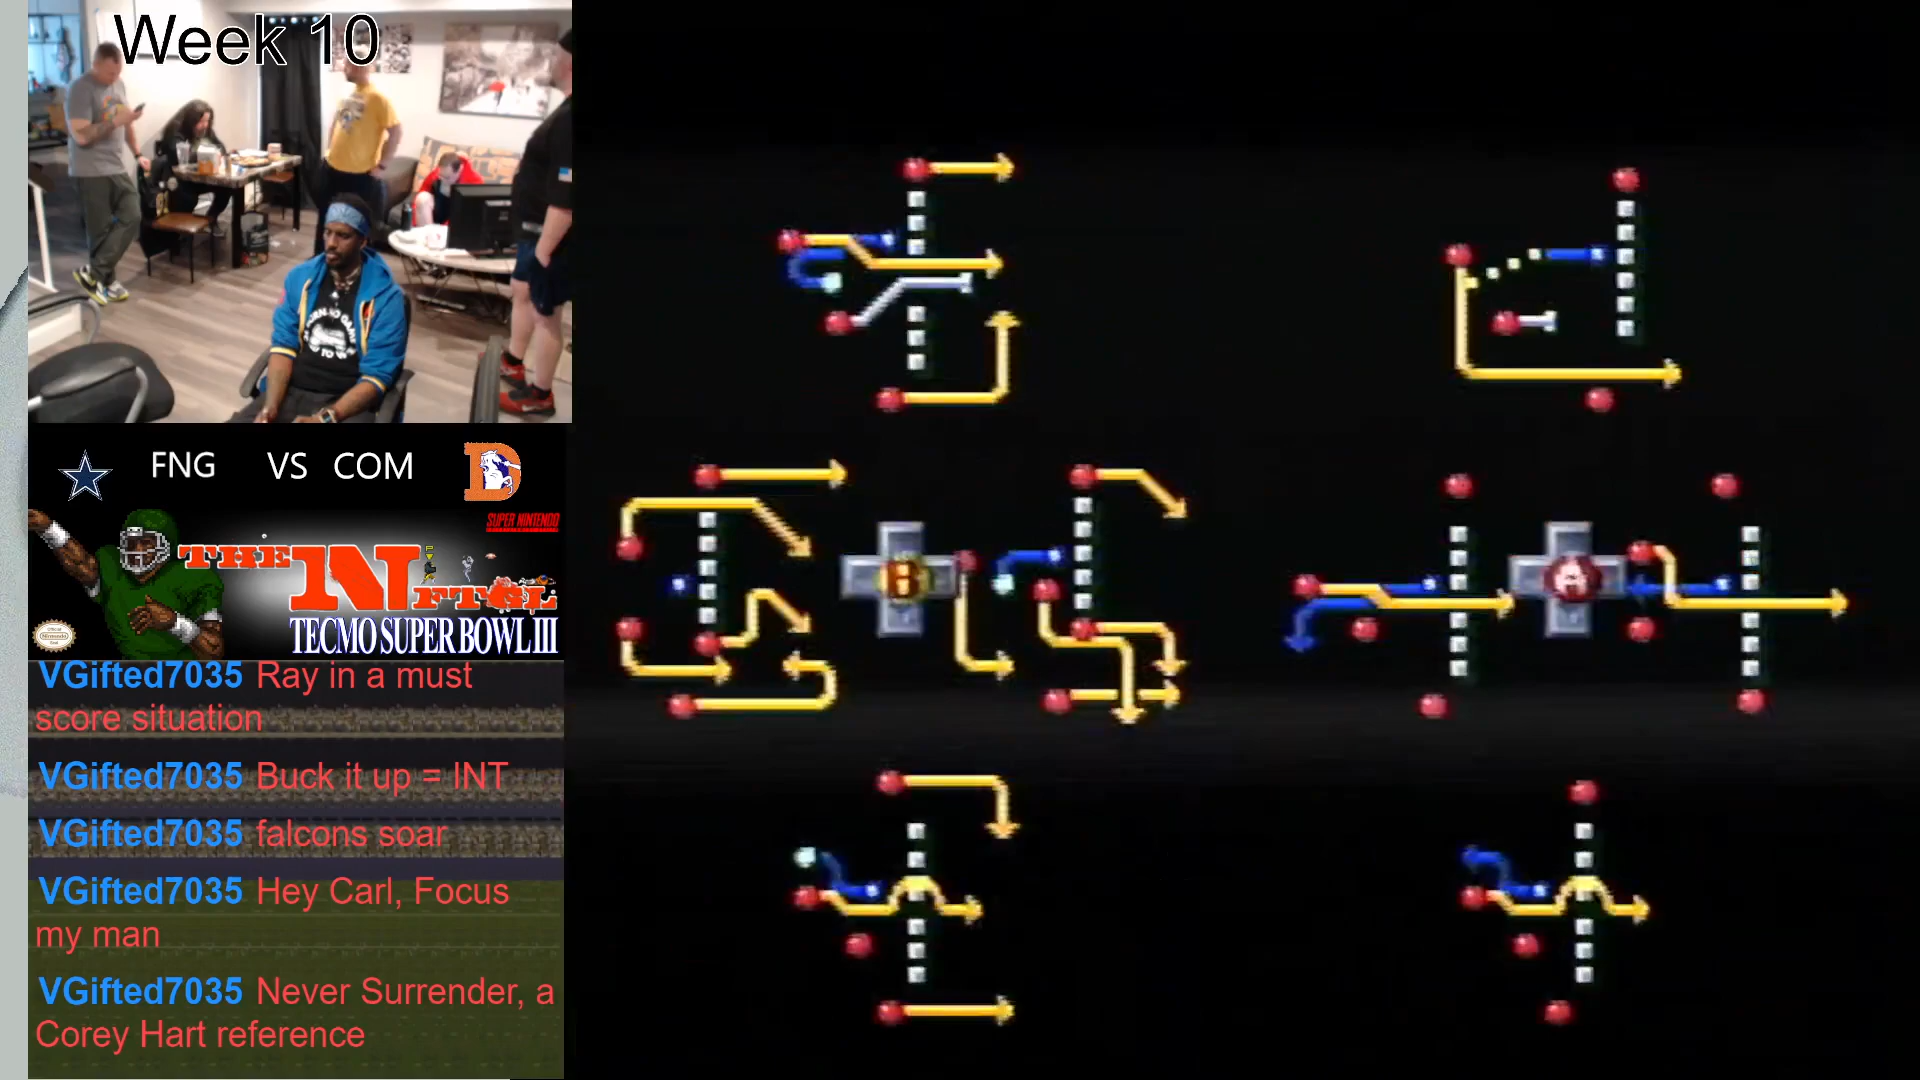 Week 10
FNG VS COM
SUPER NINTENDO
THE NFTSL
TECMO SUPER BOWL III
VGifted7035 Ray in a must
score situation
VGifted7035 Buck it up = INT
VGifted7035 falcons soar
VGifted7035 Hey Carl, Focus
my man
VGifted7035 Never Surrender, a
Corey Hart reference
B
A